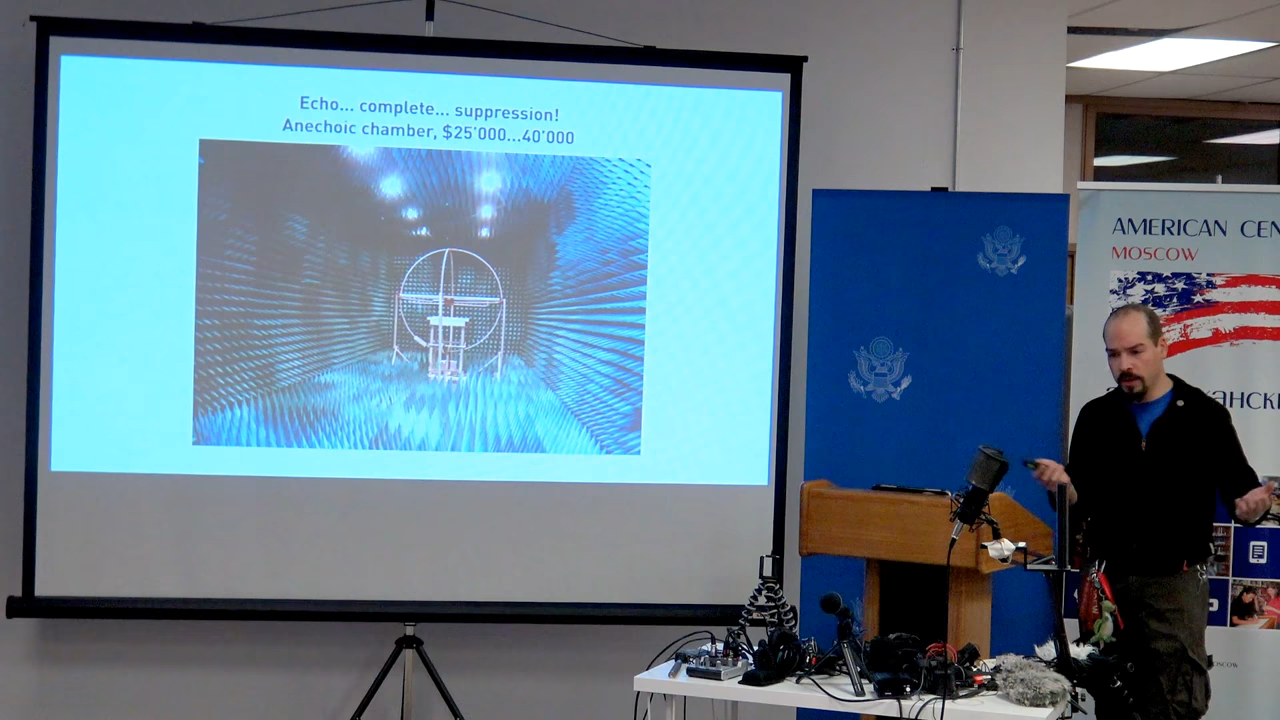 Echo... complete... suppression!
Anechoic chamber, $25'000...40'000
AMERICAN CEN
MOSCOW